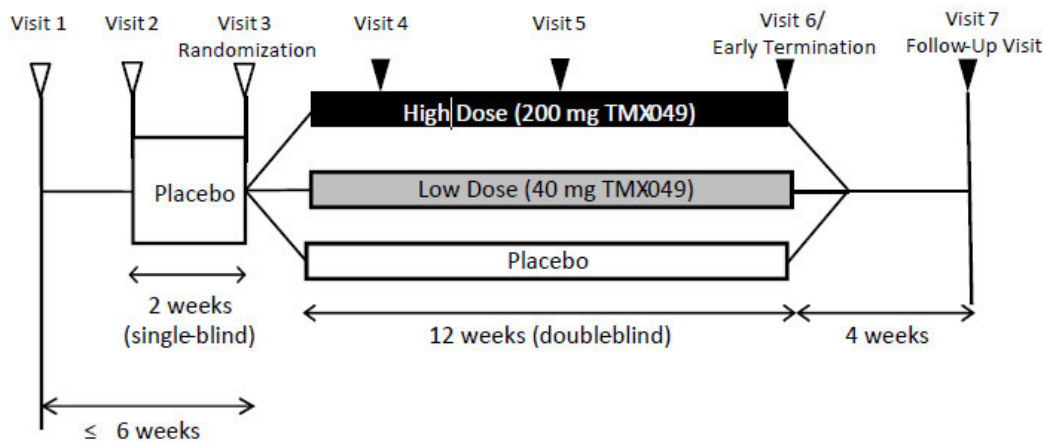 Visit 1
Visit 2
Visit 3
Randomization
Visit 4
Visit 5
Visit 6/
Early Termination
Visit 7
Follow-Up Visit
High Dose (200 mg TMX049)
Placebo
Low Dose (40 mg TMX049)
Placebo
2 weeks
(single-blind)
12 weeks (doubleblind)
4 weeks
≤ 6 weeks